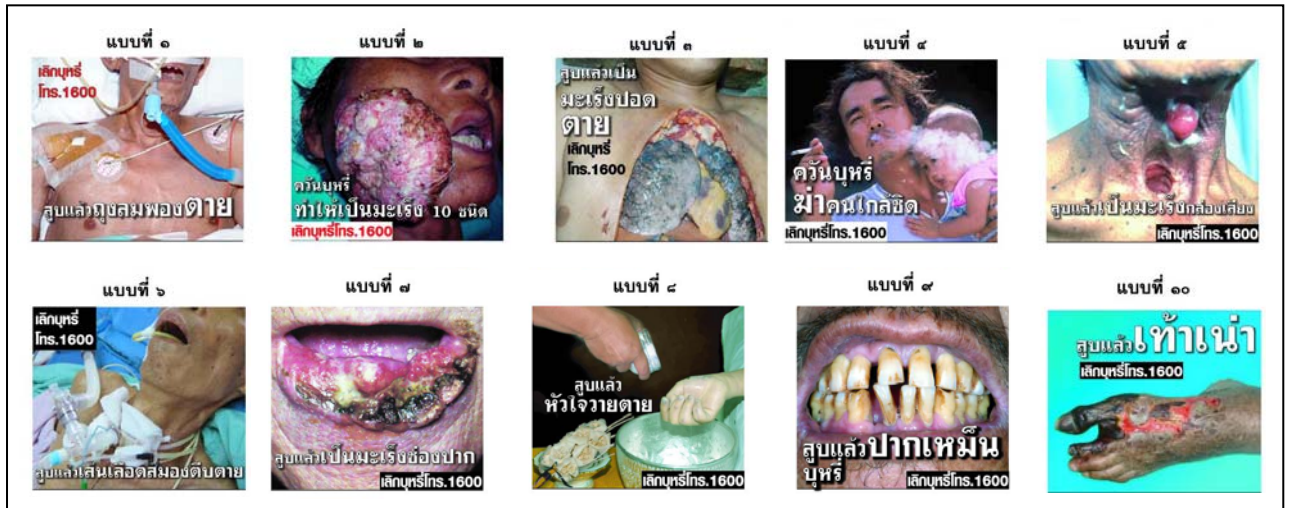 แบบที่ ๑
เลิกบุหรี่
โทร.1600
สูบแล้วถุงลมพองตาย
แบบที่ ๒
ควันบุหรี่
ทำให้เป็นมะเร็ง 10 ชนิด
เลิกบุหรี่โทร.1600
แบบที่ ๓
สูบแล้วเป็น
มะเร็งปอด
ตาย
เลิกบุหรี่
โทร.1600
แบบที่ ๔
ควันบุหรี่
ฆ่าคนใกล้ชิด
เลิกบุหรี่โทร.1600
แบบที่ ๕
สูบแล้วเป็นมะเร็งกล่องเสียง
เลิกบุหรี่โทร.1600
แบบที่ ๖
เลิกบุหรี่
โทร.1600
สูบแล้วเส้นเลือดสมองตีบตาย
แบบที่ ๗
สูบแล้วเป็นมะเร็งช่องปาก
เลิกบุหรี่โทร.1600
แบบที่ ๘
สูบแล้ว
หัวใจวายตาย
เลิกบุหรี่โทร.1600
แบบที่ ๙
สูบแล้วปากเหม็น
บุหรี่
เลิกบุหรี่โทร.1600
แบบที่ ๑๐
สูบแล้วเท้าเน่า
เลิกบุหรี่โทร.1600